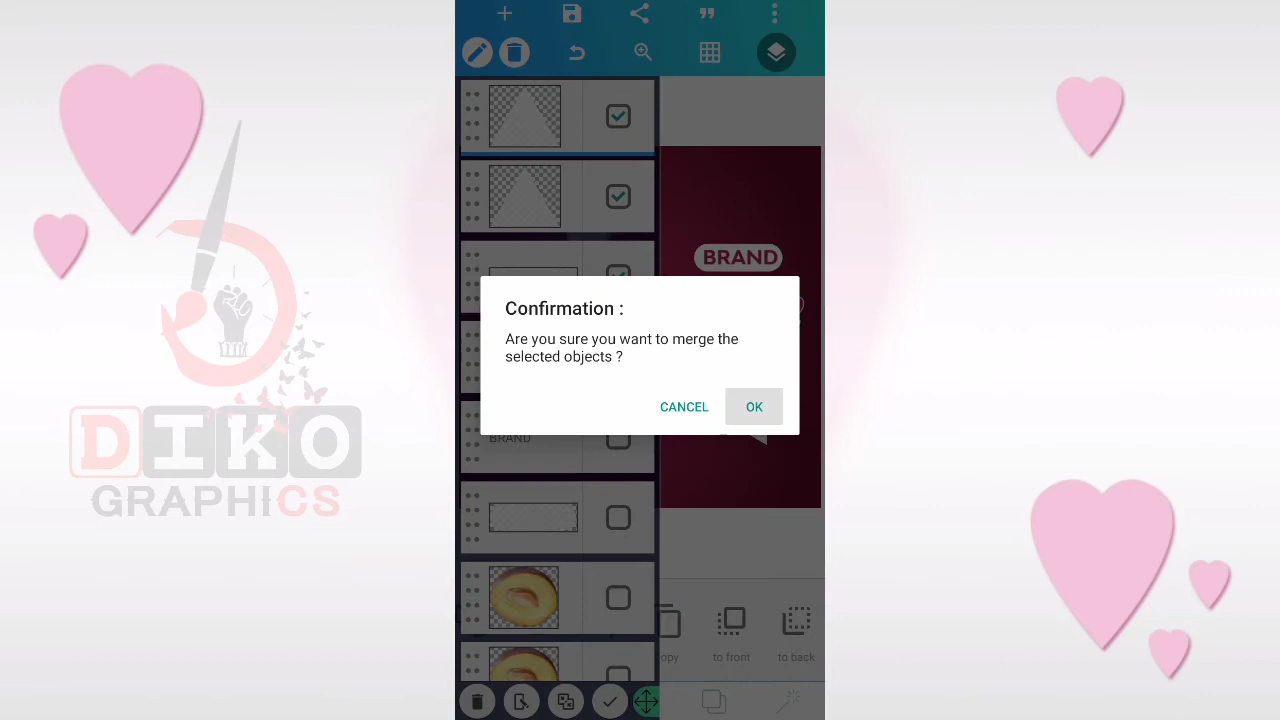 BRAND
Confirmation :
Are you sure you want to merge the
selected objects ?
CANCEL OK
BRAND
DIKO
GRAPHICS
opy to front to back